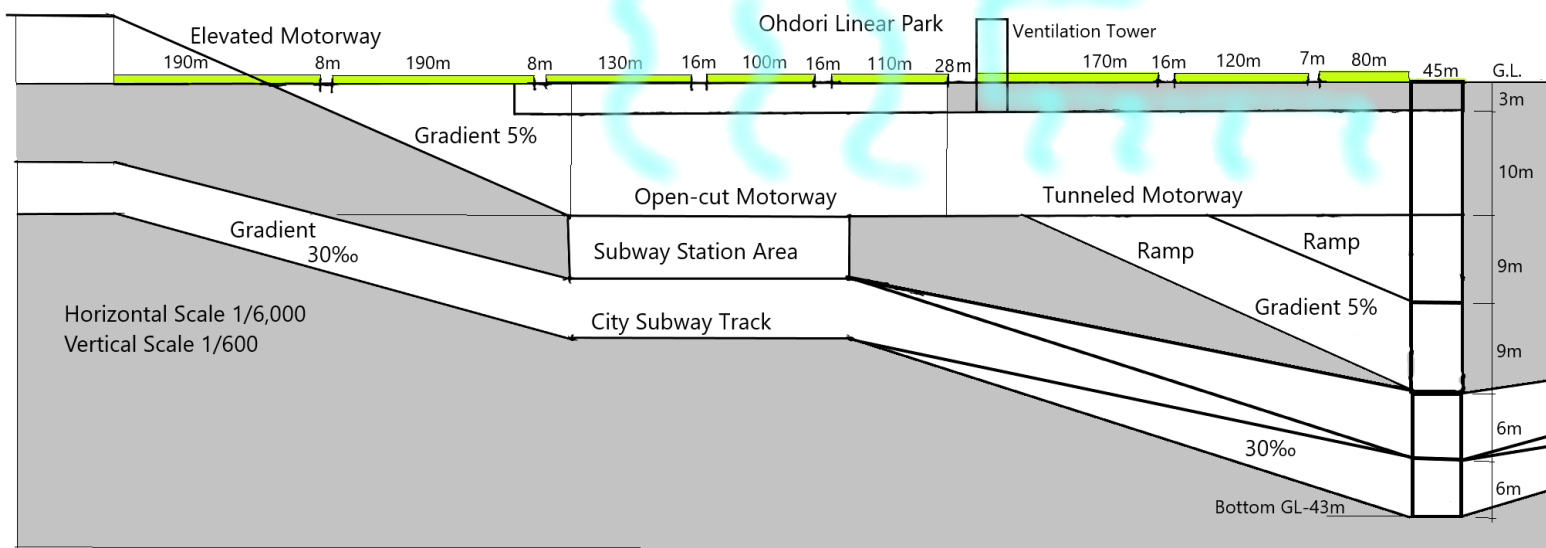 Ohdori Linear Park
Ventilation Tower
Elevated Motorway
190m
8m
190m
8m
130m
16m
100m
16m
110m
28m
170m
16m
120m
7m
80m
45m
G.L.
3m
Gradient 5%
10m
Open-cut Motorway
Tunneled Motorway
Gradient
30‰
Subway Station Area
Ramp
Ramp
9m
Horizontal Scale 1/6,000
Vertical Scale 1/600
City Subway Track
Gradient 5%
9m
6m
30‰
6m
Bottom GL-43m